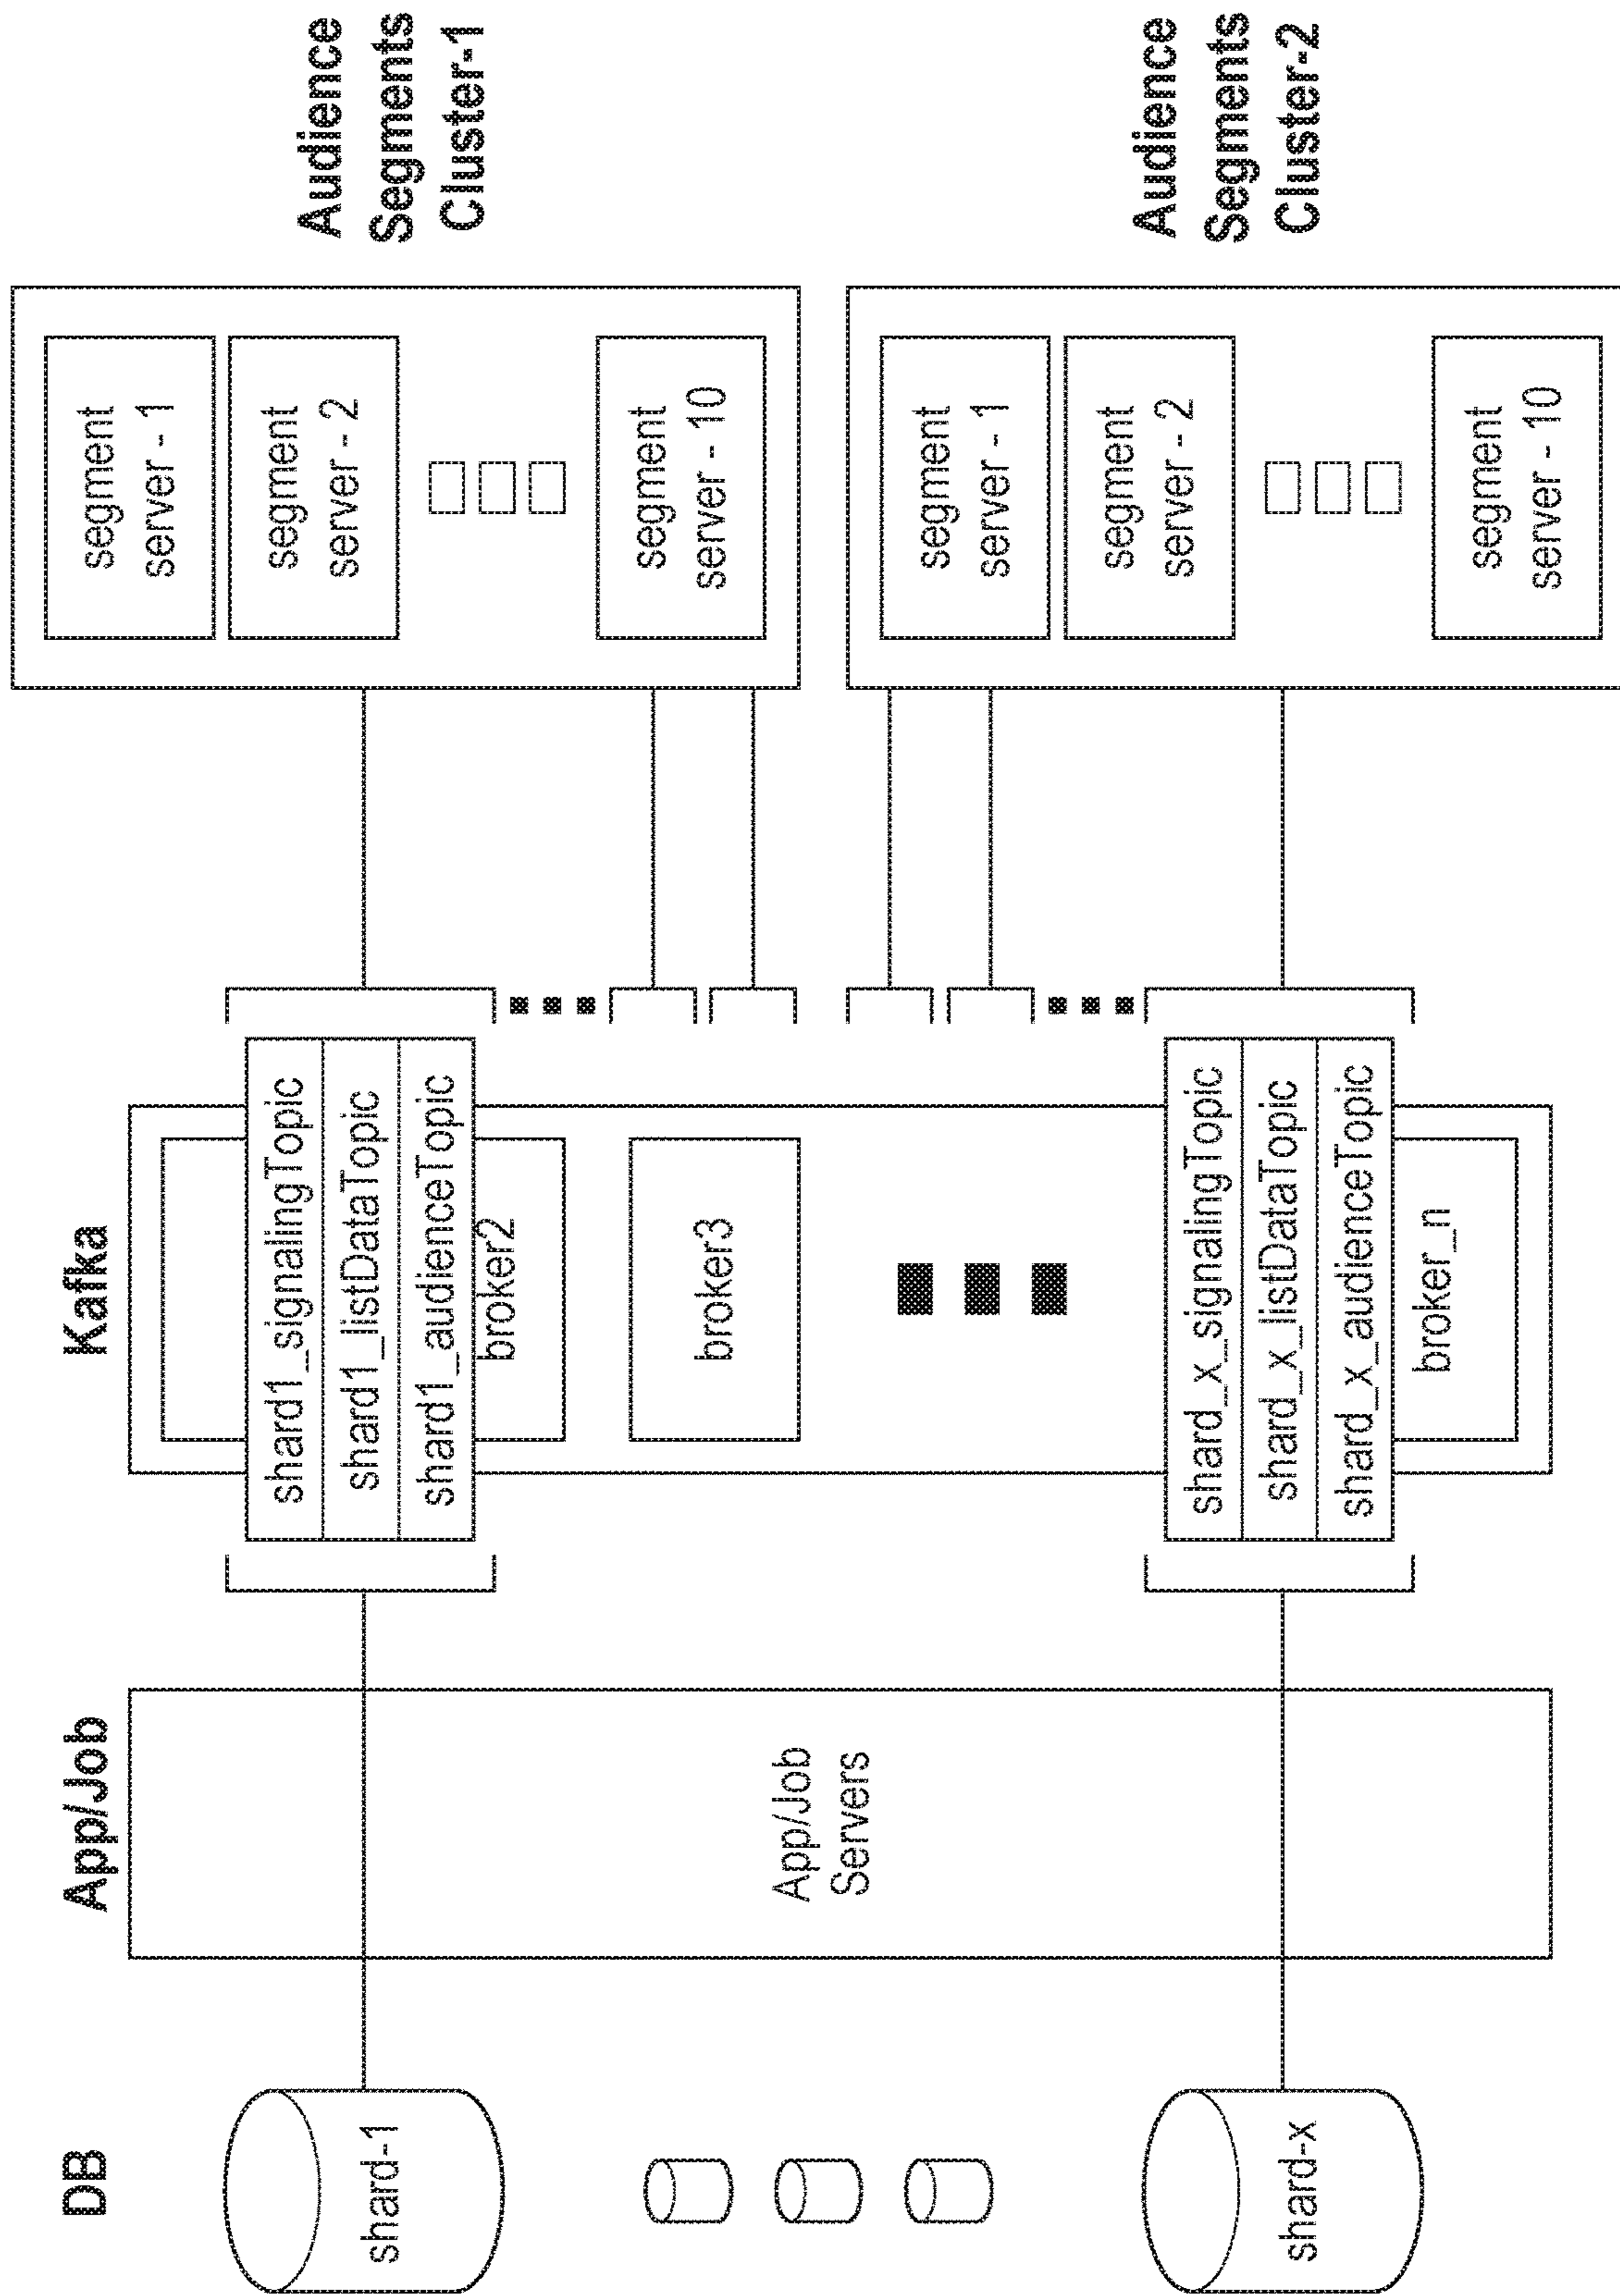 DB
shard-1
shard-x
App/Job
App/Job
Servers
Kafka
shard1_signalingTopic
shard1_listDataTopic
shard1_audienceTopic
broker2
broker3
shard_x_signalingTopic
shard_x_listDataTopic
shard_x_audienceTopic
broker_n
segment
server - 1
segment
server - 2
segment
server - 10
Audience
Segments
Cluster-1
segment
server - 1
segment
server - 2
segment
server - 10
Audience
Segments
Cluster-2